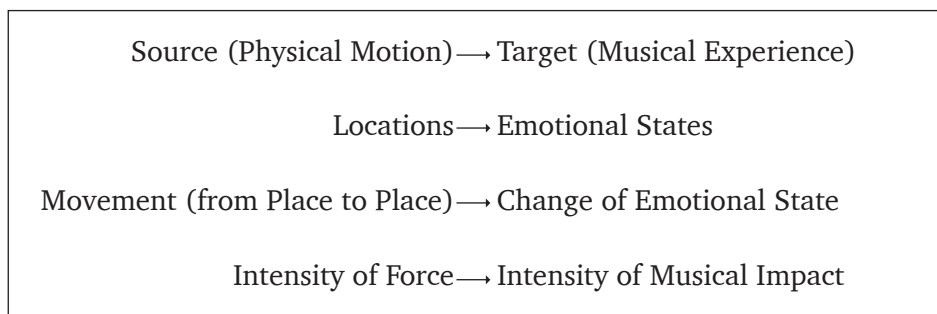 Source (Physical Motion) ⟶ Target (Musical Experience)
Locations ⟶ Emotional States
Movement (from Place to Place) ⟶ Change of Emotional State
Intensity of Force ⟶ Intensity of Musical Impact